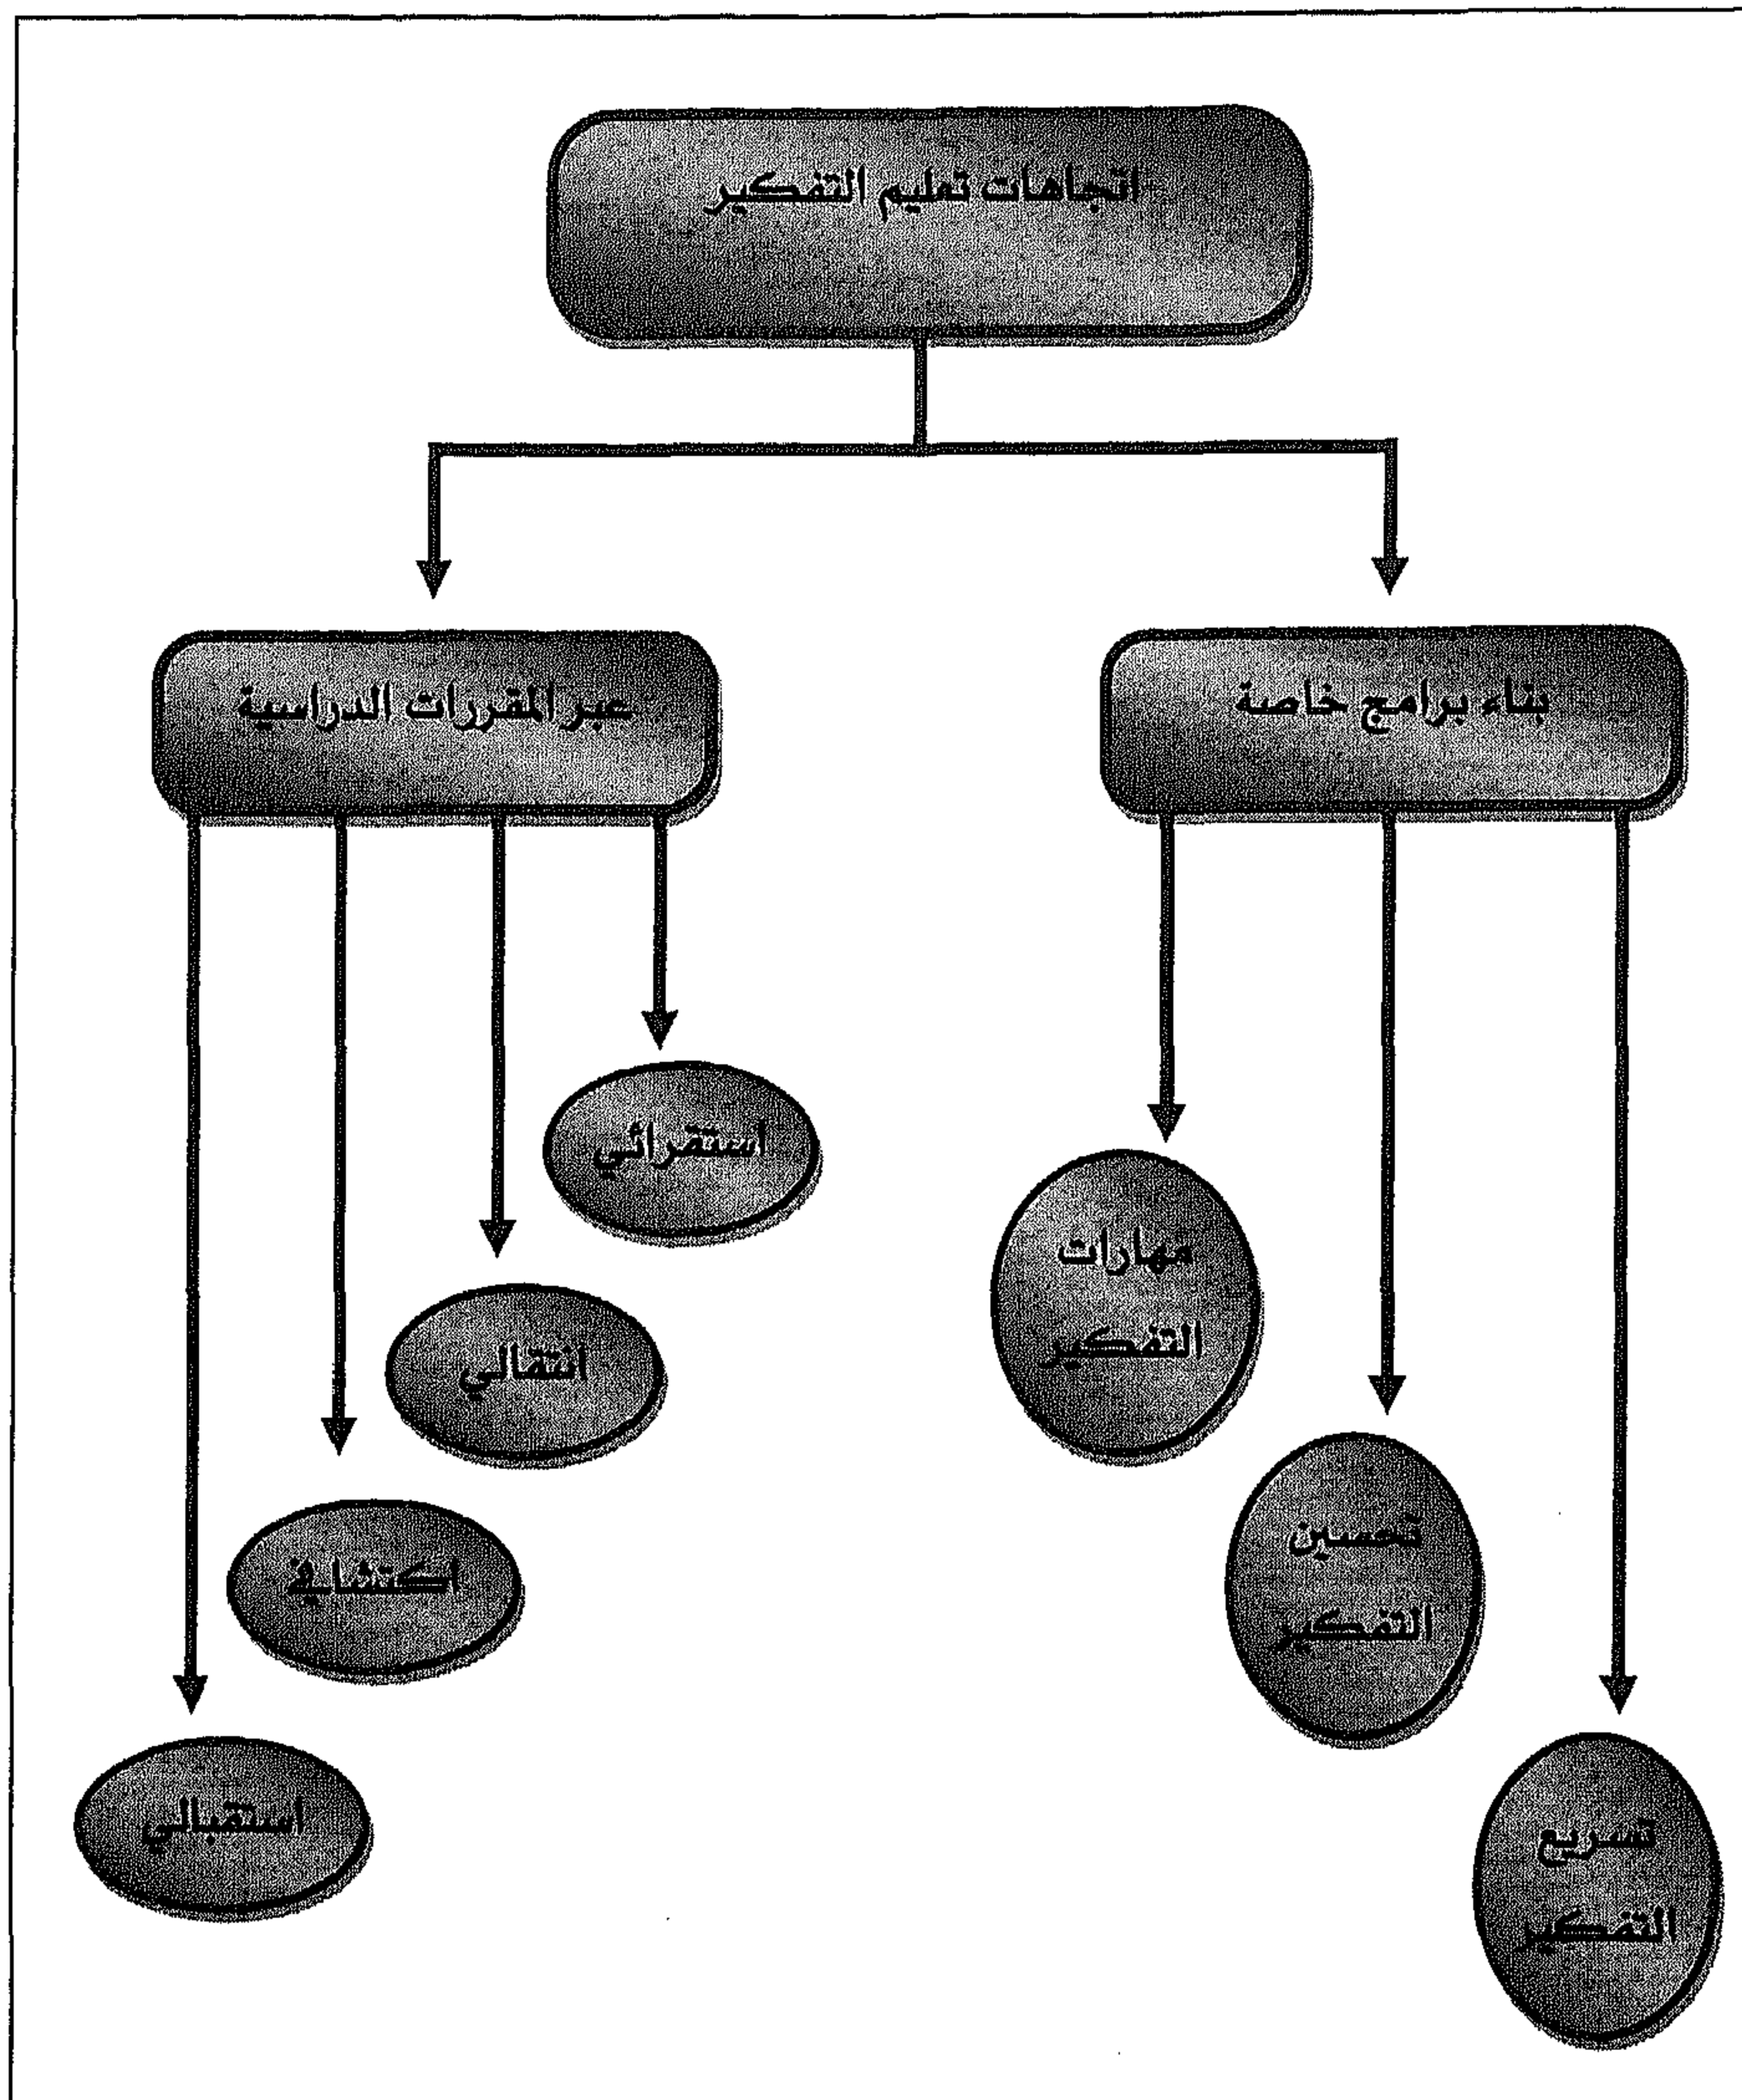 اتجاهات تعليم التفكير
بناء برامج خاصة
عبر المقررات الدراسية
مهارات
التفكير
تحسين
التفكير
تسريع
التفكير
استقرائي
انتقالي
اكتشافي
استقبالي